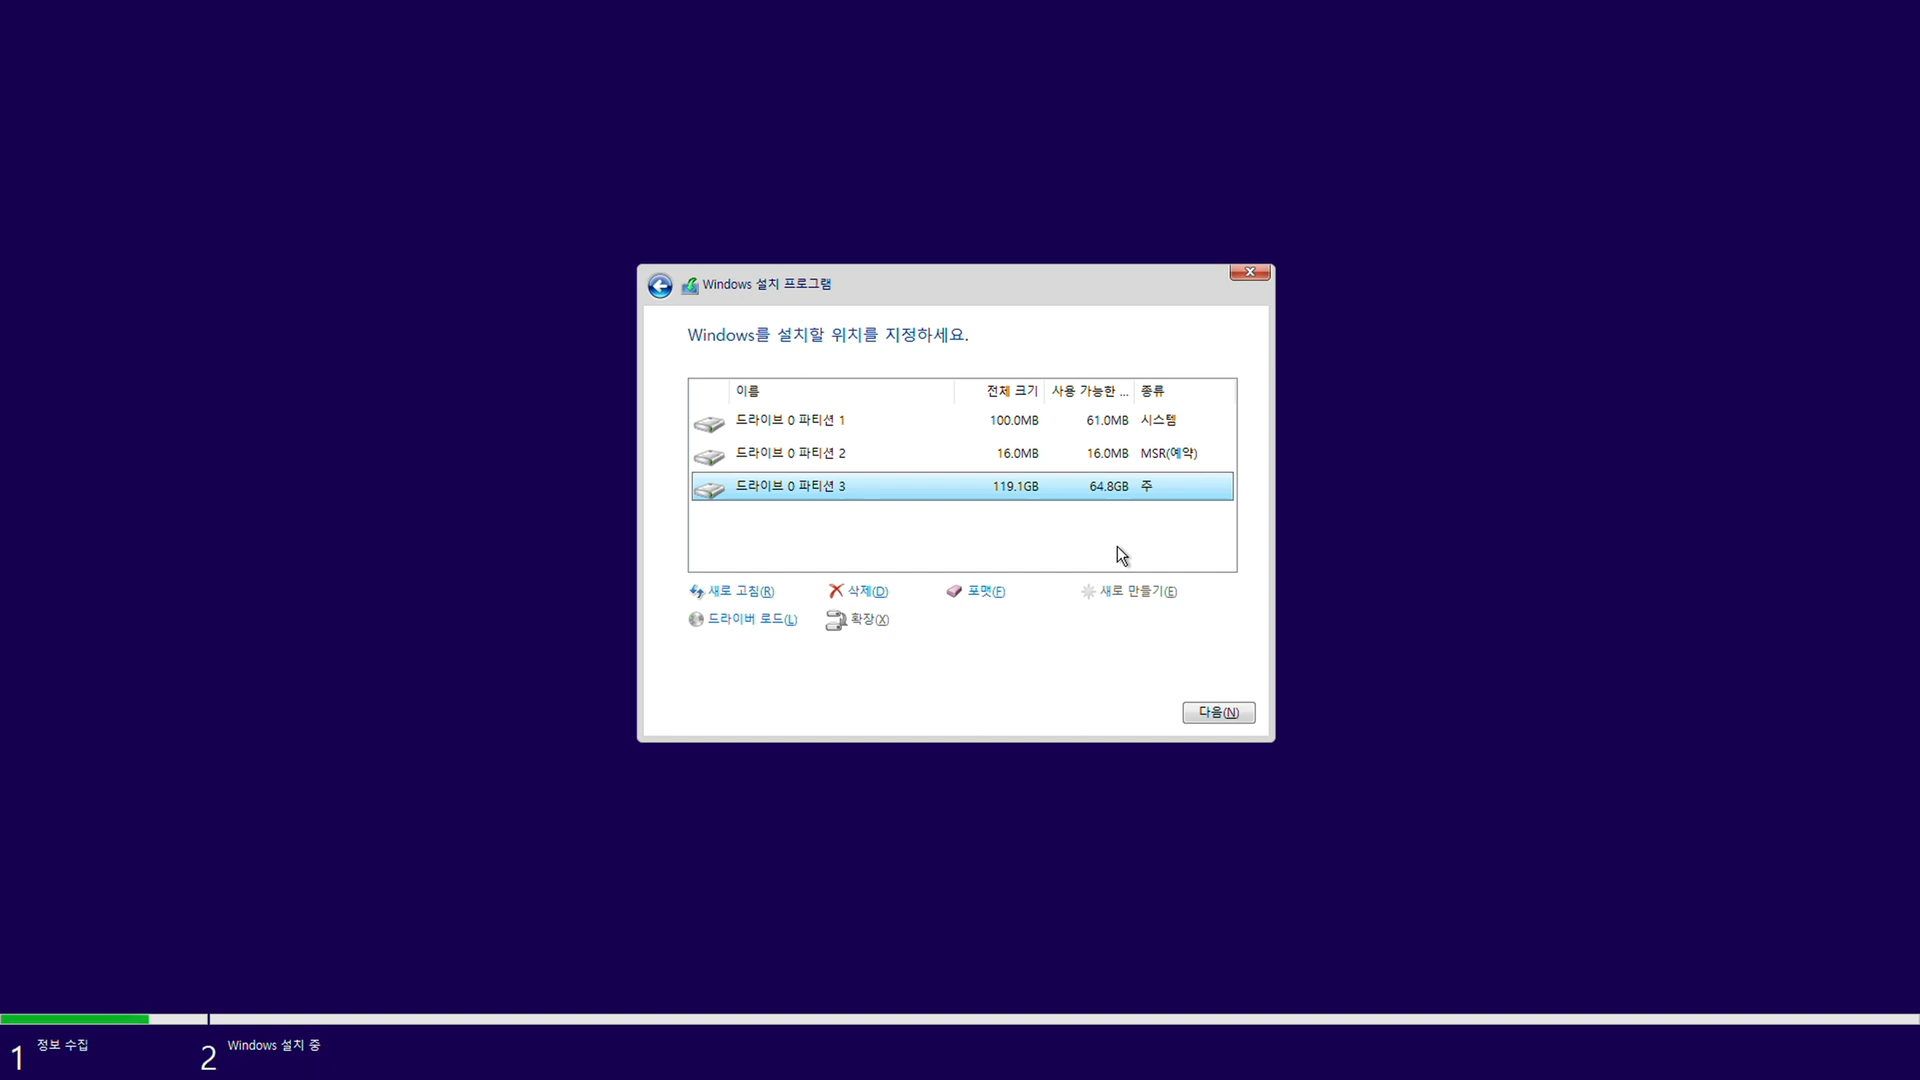 Windows 설치 프로그램
Windows를 설치할 위치를 지정하세요.
이름 전체 크기 사용 가능한 ... 종류
드라이브 0 파티션 1 100.0MB 61.0MB 시스템
드라이브 0 파티션 2 16.0MB 16.0MB MSR(예약)
드라이브 0 파티션 3 119.1GB 64.8GB 주
새로 고침(R) 삭제(D) 포맷(F) 새로 만들기(E)
드라이버 로드(L) 확장(X)
다음(N)
1 정보 수집 2 Windows 설치 중